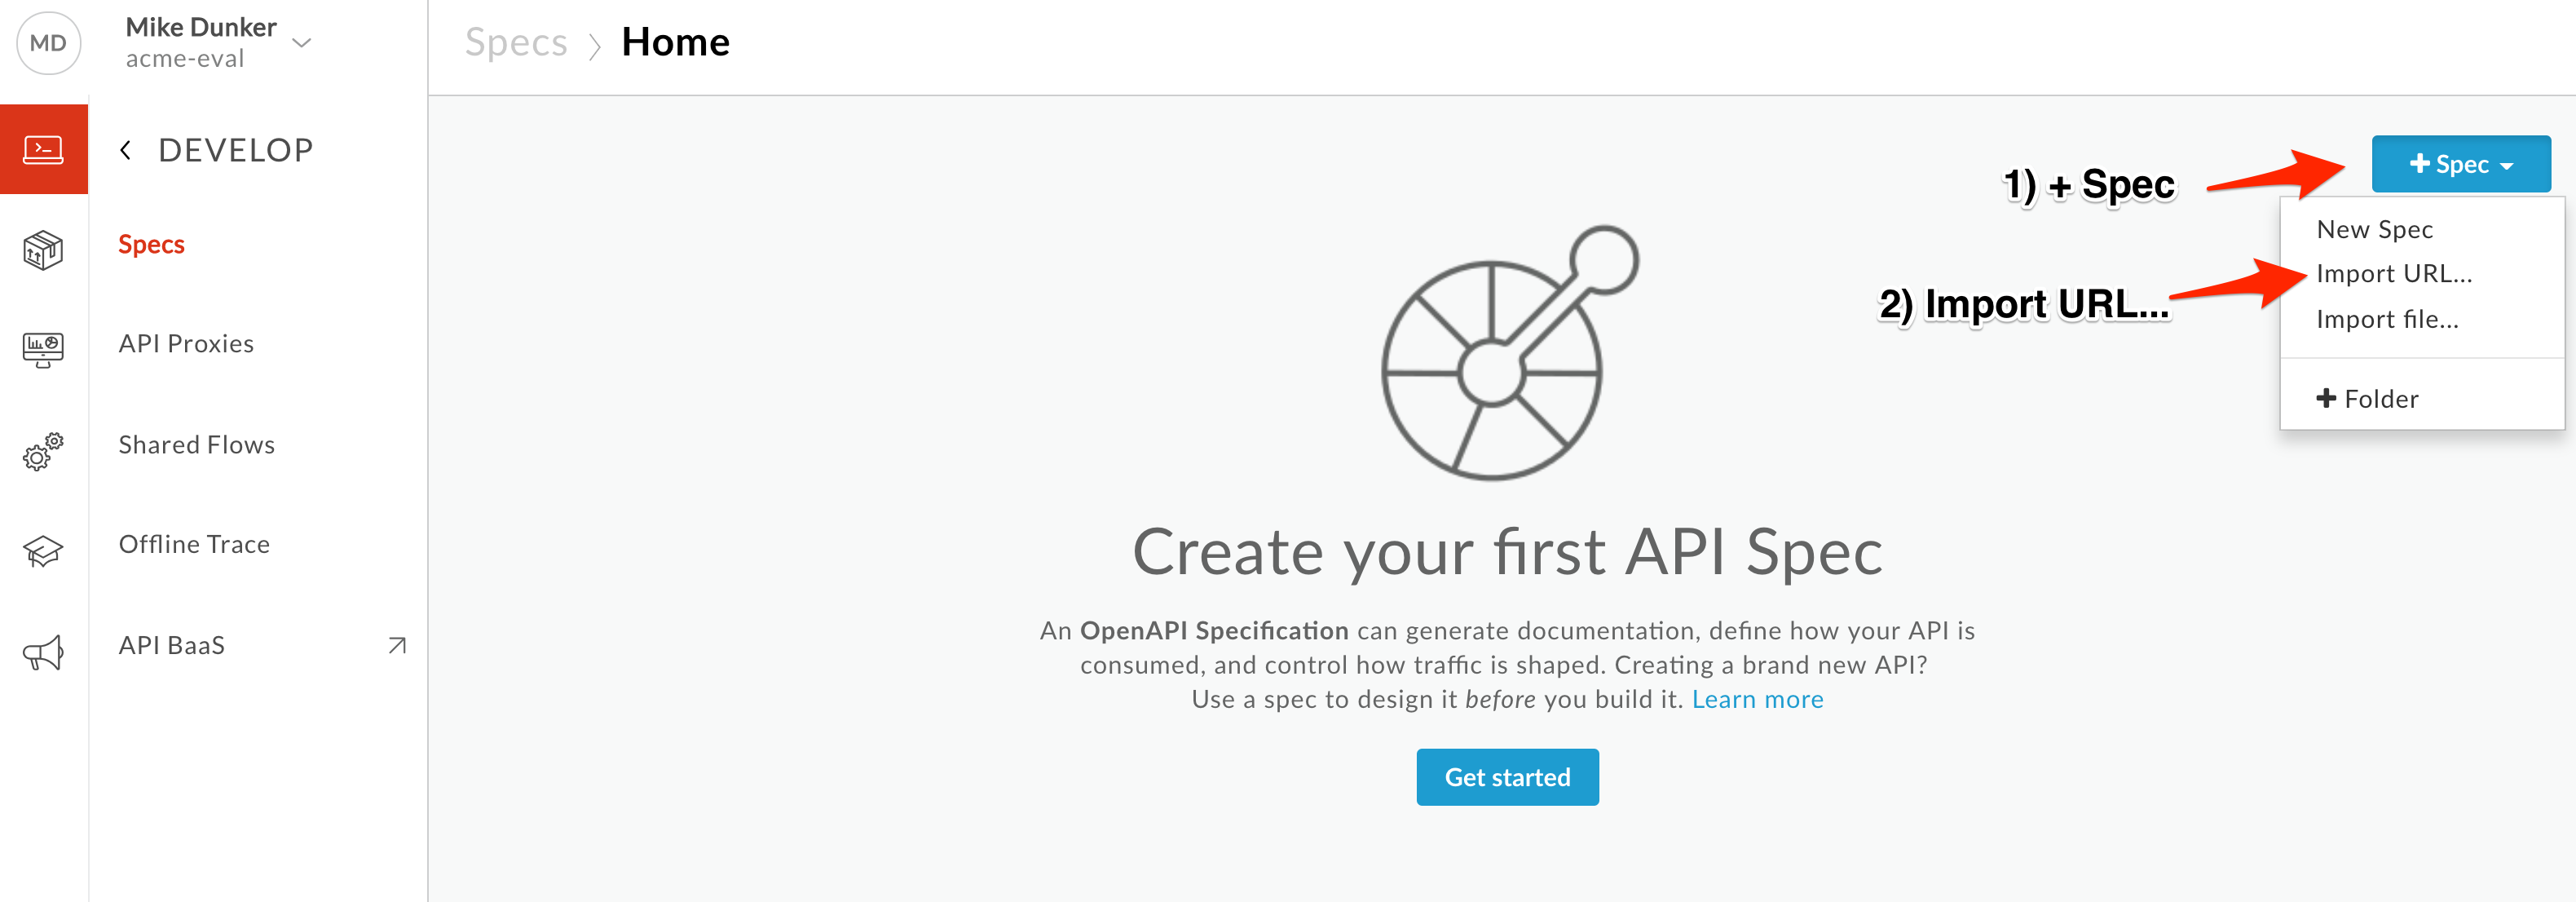 MD
Mike Dunker
acme-eval
Specs > Home
DEVELOP
Specs
API Proxies
Shared Flows
Offline Trace
API BaaS
1) + Spec
+ Spec
New Spec
2) Import URL...
Import URL...
Import file...
+ Folder
Create your first API Spec
An OpenAPI Specification can generate documentation, define how your API is
consumed, and control how traffic is shaped. Creating a brand new API?
Use a spec to design it before you build it. Learn more
Get started